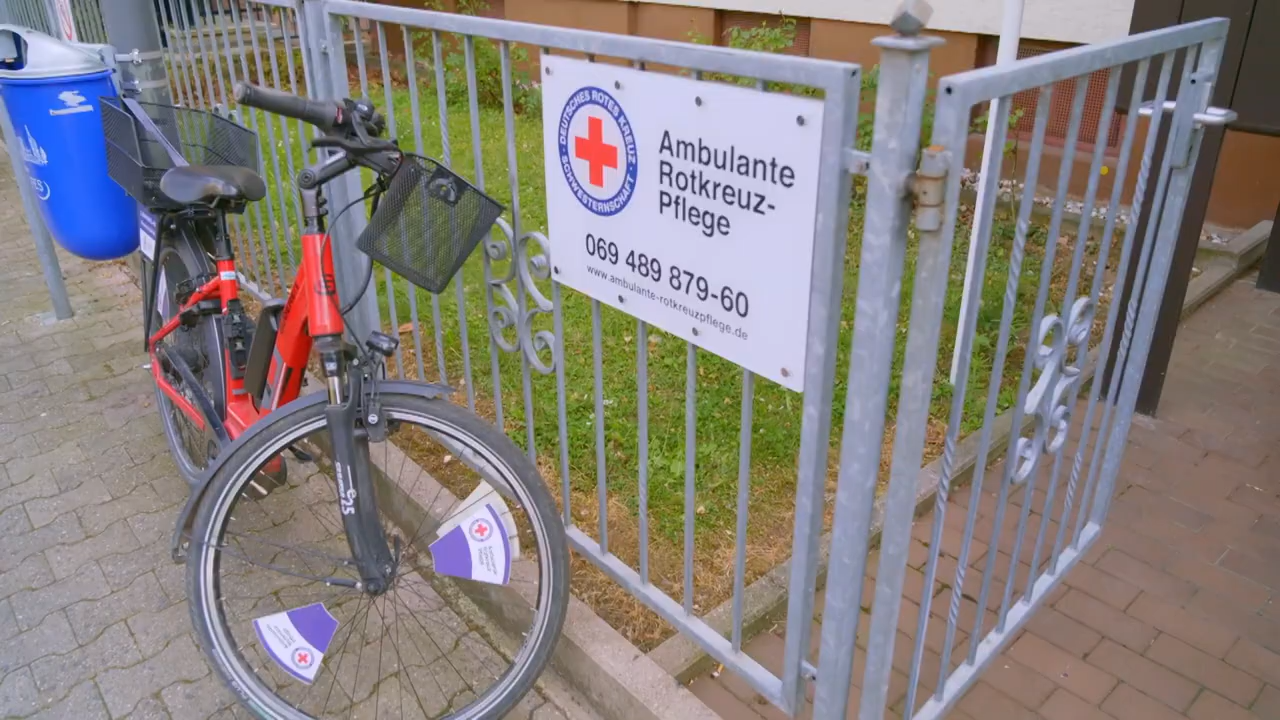 DEUTSCHES ROTES KREUZ
SCHWESTERNSCHAFT
Ambulante
Rotkreuz-
Pflege
069 489 879-60
www.ambulante-rotkreuzpflege.de